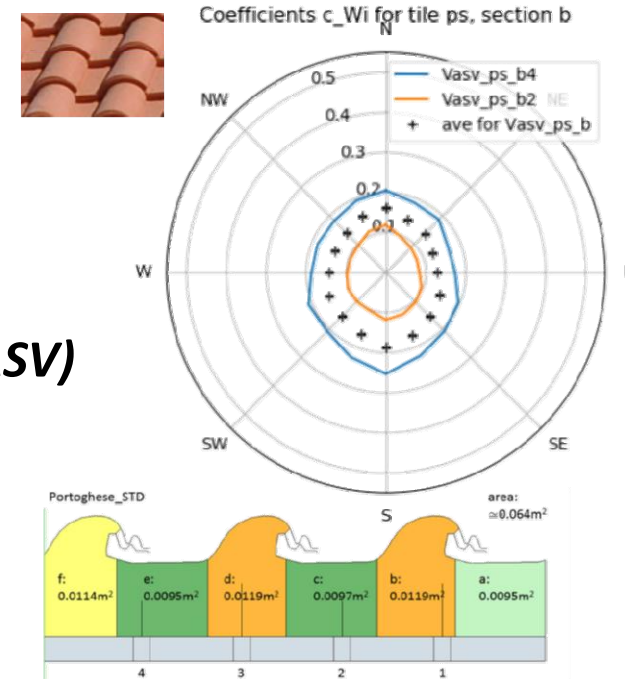 Coefficients c_Wi for tile ps, section b
N
0.5
Vasv_ps_b4
NW
Vasv_ps_b2
NE
0.4
ave for Vasv_ps_b
0.3
0.2
0.1
W
SV)
SW
SE
S
Portoghese_STD
area:
≃0.064m²
f:
0.0114m²
e:
0.0095m²
d:
0.0119m²
c:
0.0097m²
b:
0.0119m²
a:
0.0095m²
4
3
2
1